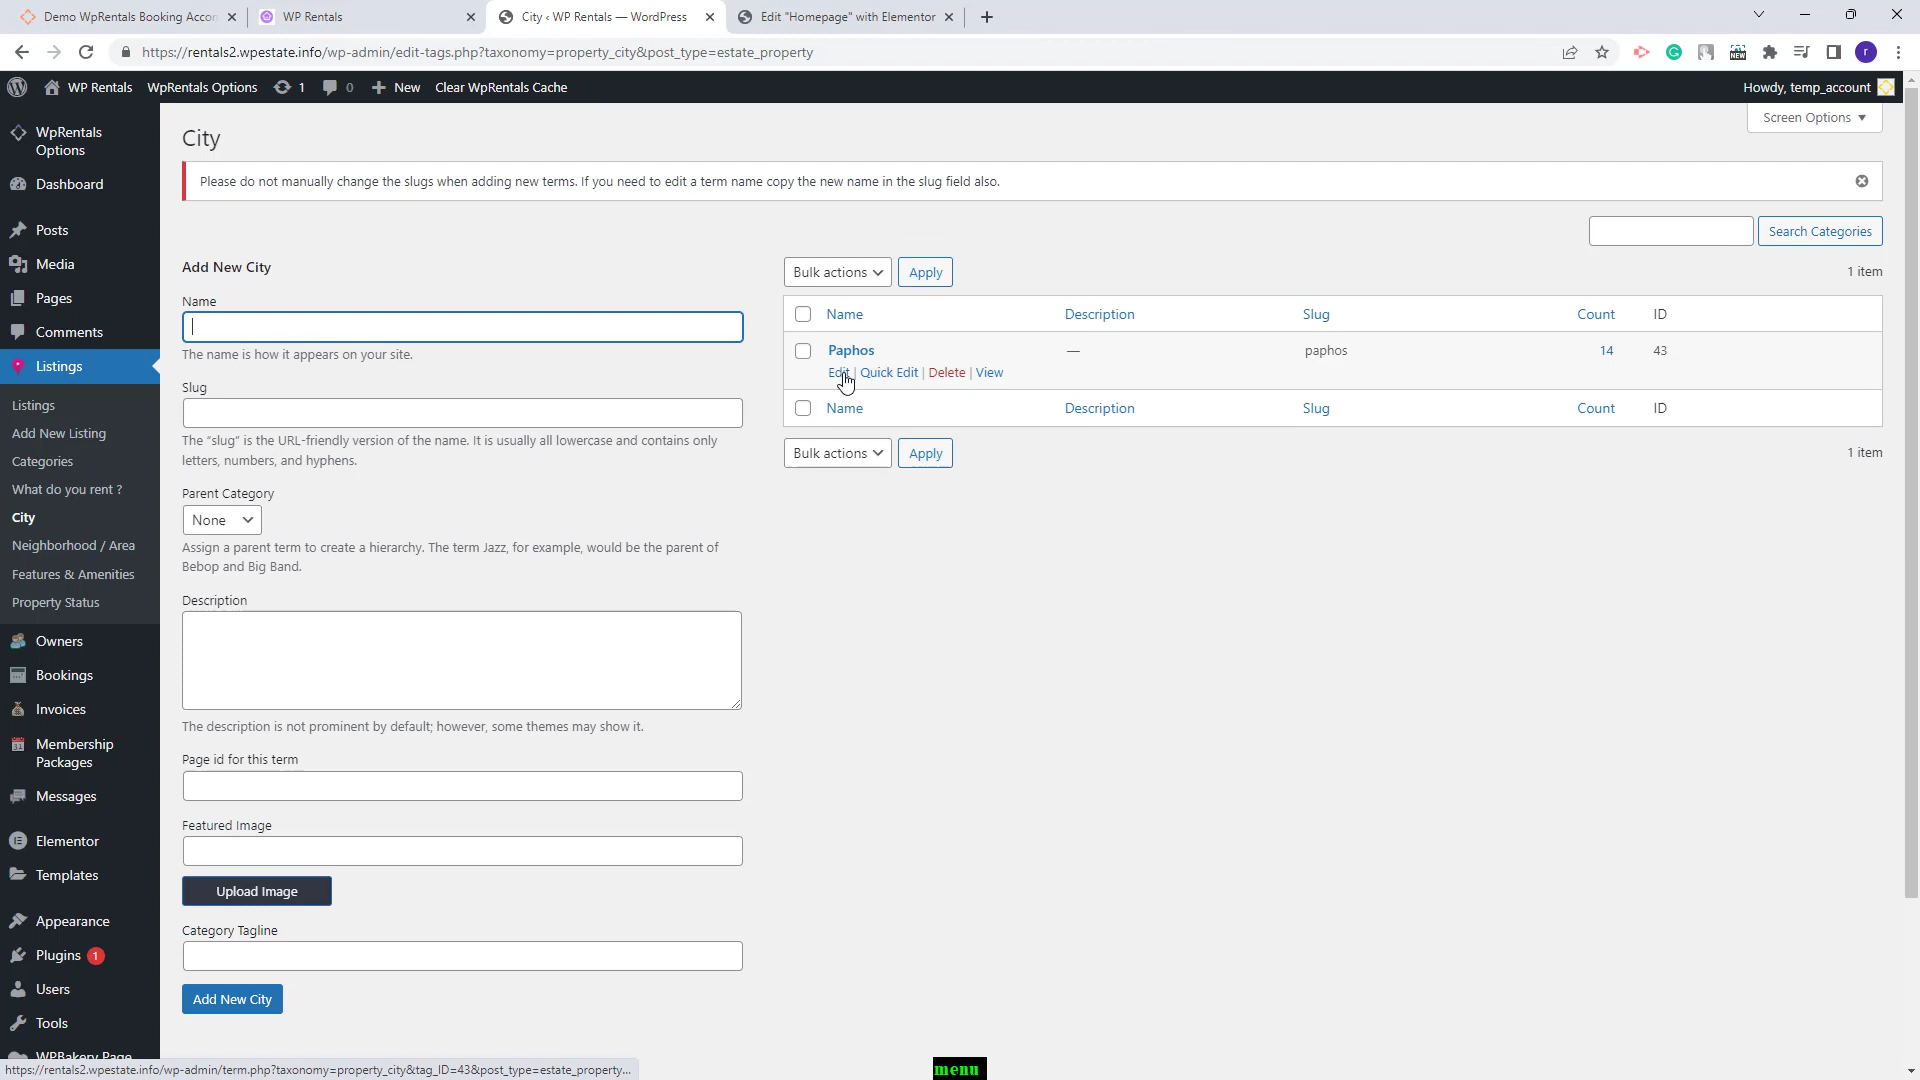 Demo WpRentals Booking Accor
WP Rentals
City ‹ WP Rentals — WordPress
Edit "Homepage" with Elementor
https://rentals2.wpestate.info/wp-admin/edit-tags.php?taxonomy=property_city&post_type=estate_property
NEW
r
WP Rentals
WpRentals Options
1
0
New
Clear WpRentals Cache
Howdy, temp_account
WpRentals
Options
Dashboard
Posts
Media
Pages
Comments
Listings
Listings
Add New Listing
Categories
What do you rent ?
City
Neighborhood / Area
Features & Amenities
Property Status
Owners
Bookings
Invoices
Membership
Packages
Messages
Elementor
Templates
Appearance
Plugins 1
Users
Tools
WPBakery Page
Screen Options
City
Please do not manually change the slugs when adding new terms. If you need to edit a term name copy the new name in the slug field also.
Search Categories
Add New City
Name
The name is how it appears on your site.
Slug
The “slug” is the URL-friendly version of the name. It is usually all lowercase and contains only
letters, numbers, and hyphens.
Parent Category
None
Assign a parent term to create a hierarchy. The term Jazz, for example, would be the parent of
Bebop and Big Band.
Description
The description is not prominent by default; however, some themes may show it.
Page id for this term
Featured Image
Upload Image
Category Tagline
Add New City
Bulk actions Apply 1 item
Name Description Slug Count ID
Paphos — paphos 14 43
Edit | Quick Edit | Delete | View
Name Description Slug Count ID
Bulk actions Apply 1 item
https://rentals2.wpestate.info/wp-admin/term.php?taxonomy=property_city&tag_ID=43&post_type=estate_property...
menu